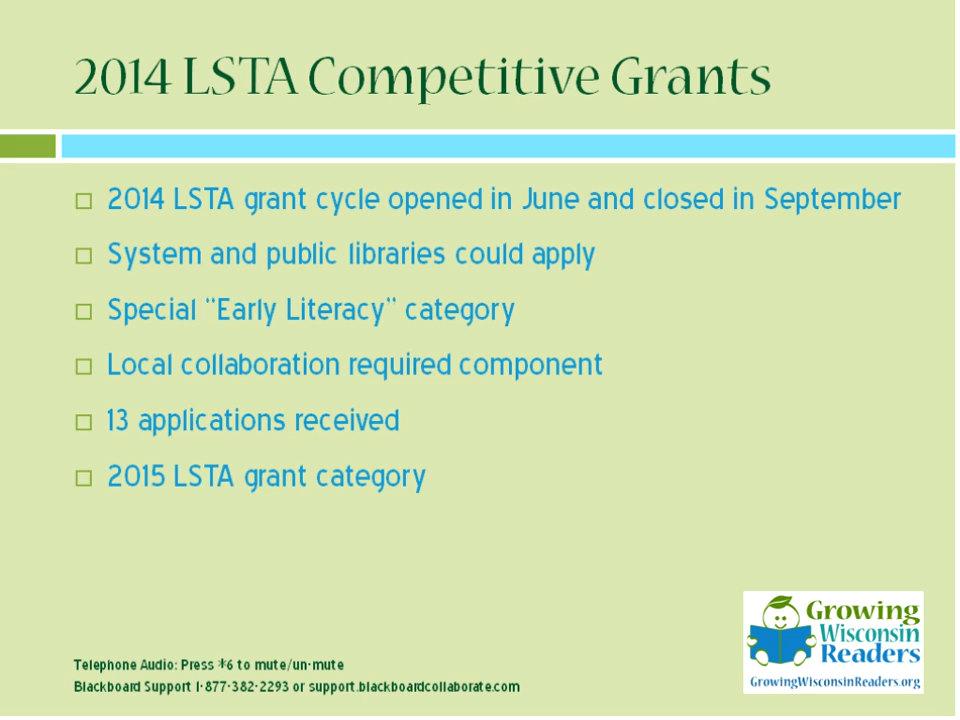 2014 LSTA Competitive Grants
2014 LSTA grant cycle opened in June and closed in September
System and public libraries could apply
Special “Early Literacy” category
Local collaboration required component
13 applications received
2015 LSTA grant category
Growing
Wisconsin
Readers
GrowingWisconsinReaders.org
Telephone Audio: Press *6 to mute/un-mute
Blackboard Support 1-877-382-2293 or support.blackboardcollaborate.com